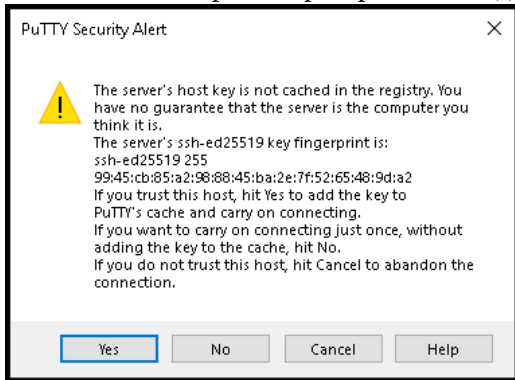 PuTTY Security Alert
The server's host key is not cached in the registry. You
have no guarantee that the server is the computer you
think it is.
The server's ssh-ed25519 key fingerprint is:
ssh-ed25519 255
99:45:cb:85:a2:98:88:45:ba:2e:7f:52:65:48:9d:a2
If you trust this host, hit Yes to add the key to
PuTTY's cache and carry on connecting.
If you want to carry on connecting just once, without
adding the key to the cache, hit No.
If you do not trust this host, hit Cancel to abandon the
connection.
Yes No Cancel Help